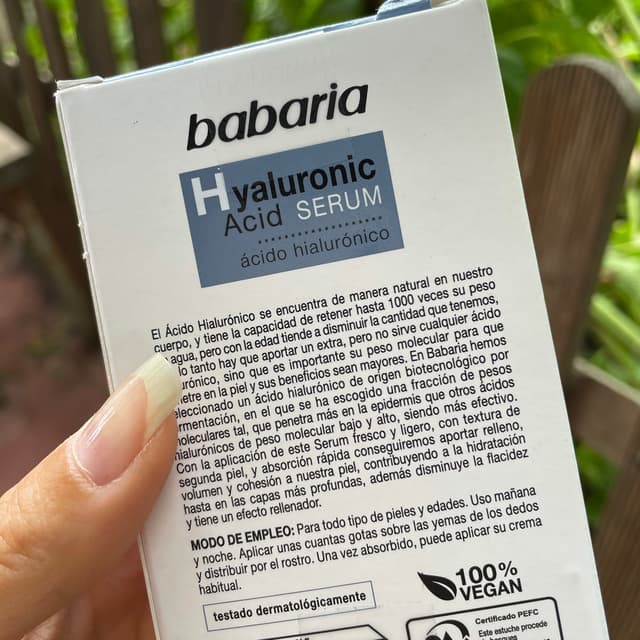 babaria
Hyaluronic
Acid SERUM
ácido hialurónico
El Ácido Hialurónico se encuentra de manera natural en nuestro
cuerpo, y tiene la capacidad de retener hasta 1000 veces su peso
agua, pero con la edad tiende a disminuir la cantidad que tenemos,
tanto hay que aportar un extra, pero no sirve cualquier ácido
urónico, sino que es importante su peso molecular para que
etre en la piel y sus beneficios sean mayores. En Babaria hemos
eleccionado un ácido hialurónico de origen biotecnológico por
rmentación, en el que se ha escogido una fracción de pesos
moleculares tal, que penetra más en la epidermis que otros ácidos
hialurónicos de peso molecular bajo y alto, siendo más efectivo.
Con la aplicación de este Serum fresco y ligero, con textura de
segunda piel, y absorción rápida conseguiremos aportar relleno,
volumen y cohesión a nuestra piel, contribuyendo a la hidratación
hasta en las capas más profundas, además disminuye la flacidez
y tiene un efecto rellenador.
MODO DE EMPLEO: Para todo tipo de pieles y edades. Uso mañana
y noche. Aplicar unas cuantas gotas sobre las yemas de los dedos
y distribuir por el rostro. Una vez absorbido, puede aplicar su crema
habitual.
100%
VEGAN
testado dermatológicamente
Certificado PEFC
Este estuche procede